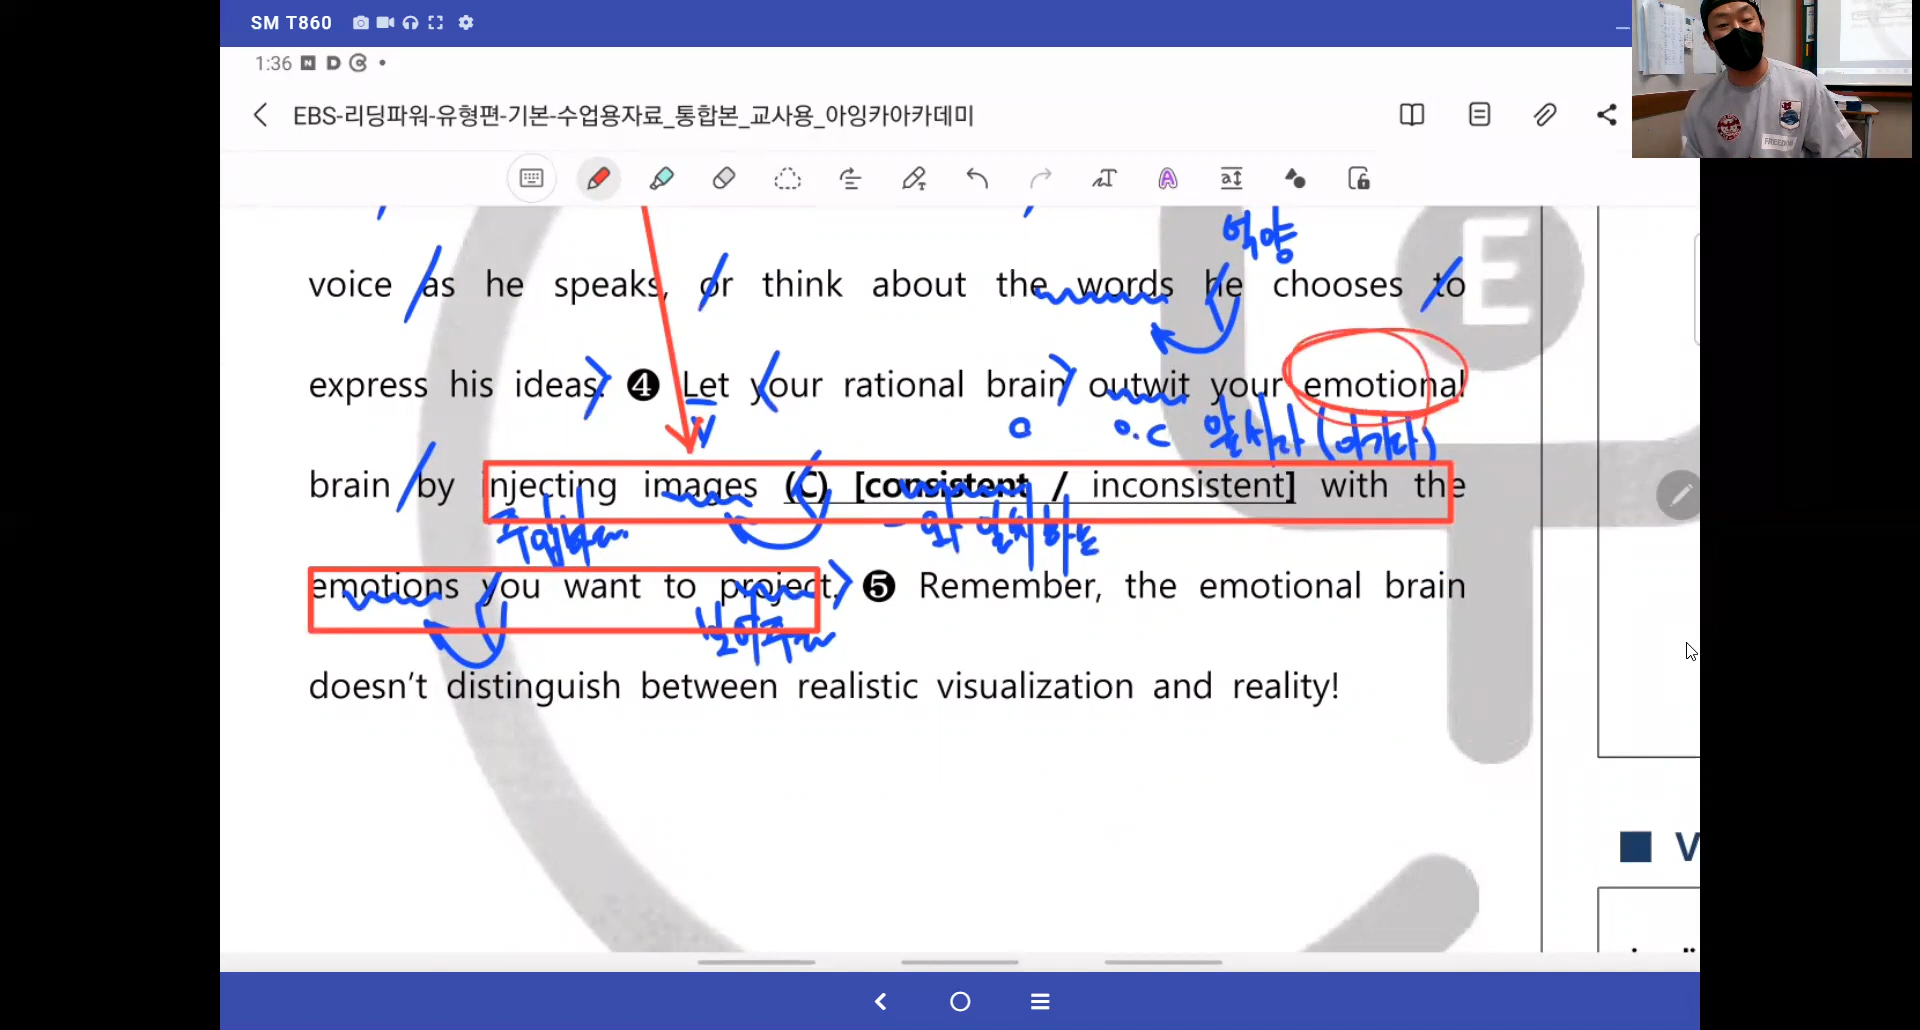 SM T860
1:36
EBS-리딩파워-유형편-기본-수업용자료_통합본_교사용_아잉카아카데미
억양
voice as he speaks, or think about the words he chooses to
express his ideas. ❹ Let your rational brain outwit your emotional
V O O.C 앞서다 (이기다)
brain by injecting images (C) [consistent / inconsistent] with the
주입하는 와 일치하는
emotions you want to project. ❺ Remember, the emotional brain
보여주는
doesn't distinguish between realistic visualization and reality!
E
V
FREEDOM